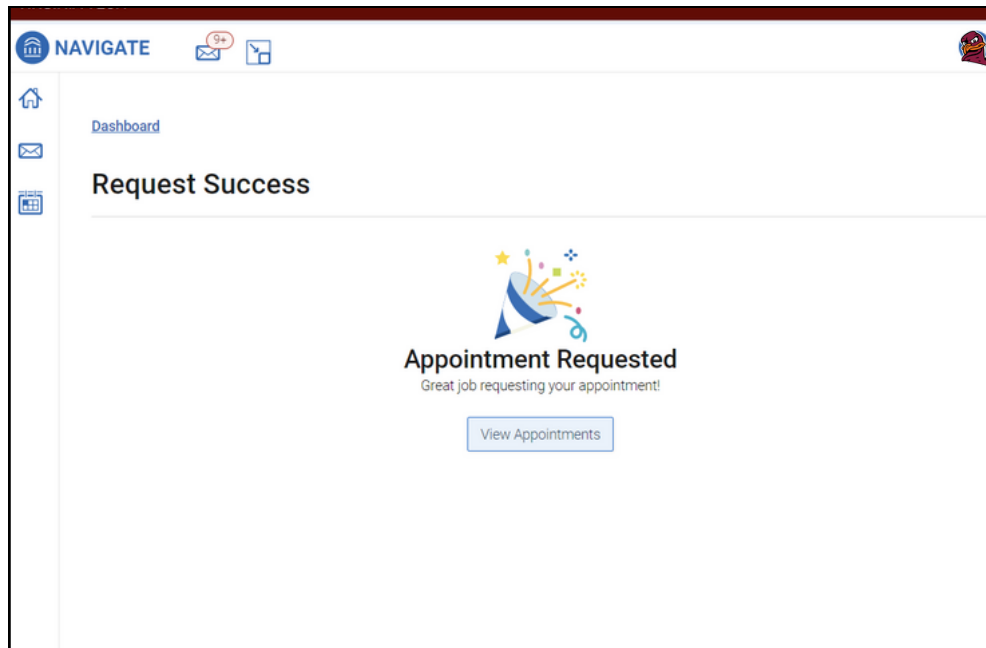 NAVIGATE
9+
Dashboard
Request Success
Appointment Requested
Great job requesting your appointment!
View Appointments